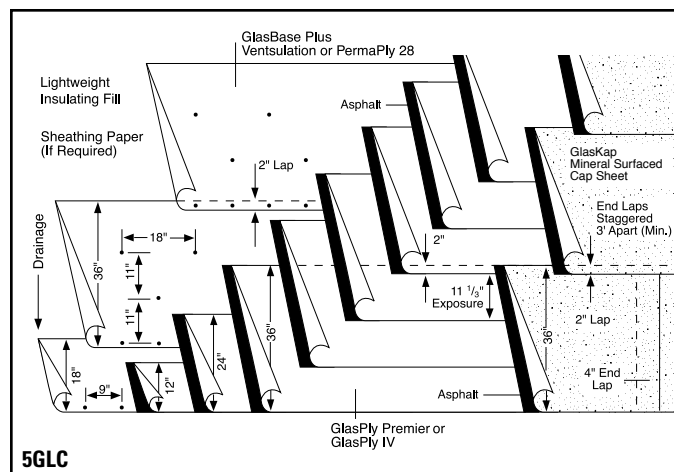 GlasBase Plus
Ventsulation or PermaPly 28
Lightweight
Insulating Fill
Sheathing Paper
(If Required)
Asphalt
2" Lap
GlasKap
Mineral Surfaced
Cap Sheet
End Laps
Staggered
3' Apart (Min.)
Drainage
18"
36"
11"
11"
2"
11 1/3"
Exposure
36"
36"
2" Lap
24"
18"
12"
9"
4" End
Lap
Asphalt
GlasPly Premier or
GlasPly IV
5GLC